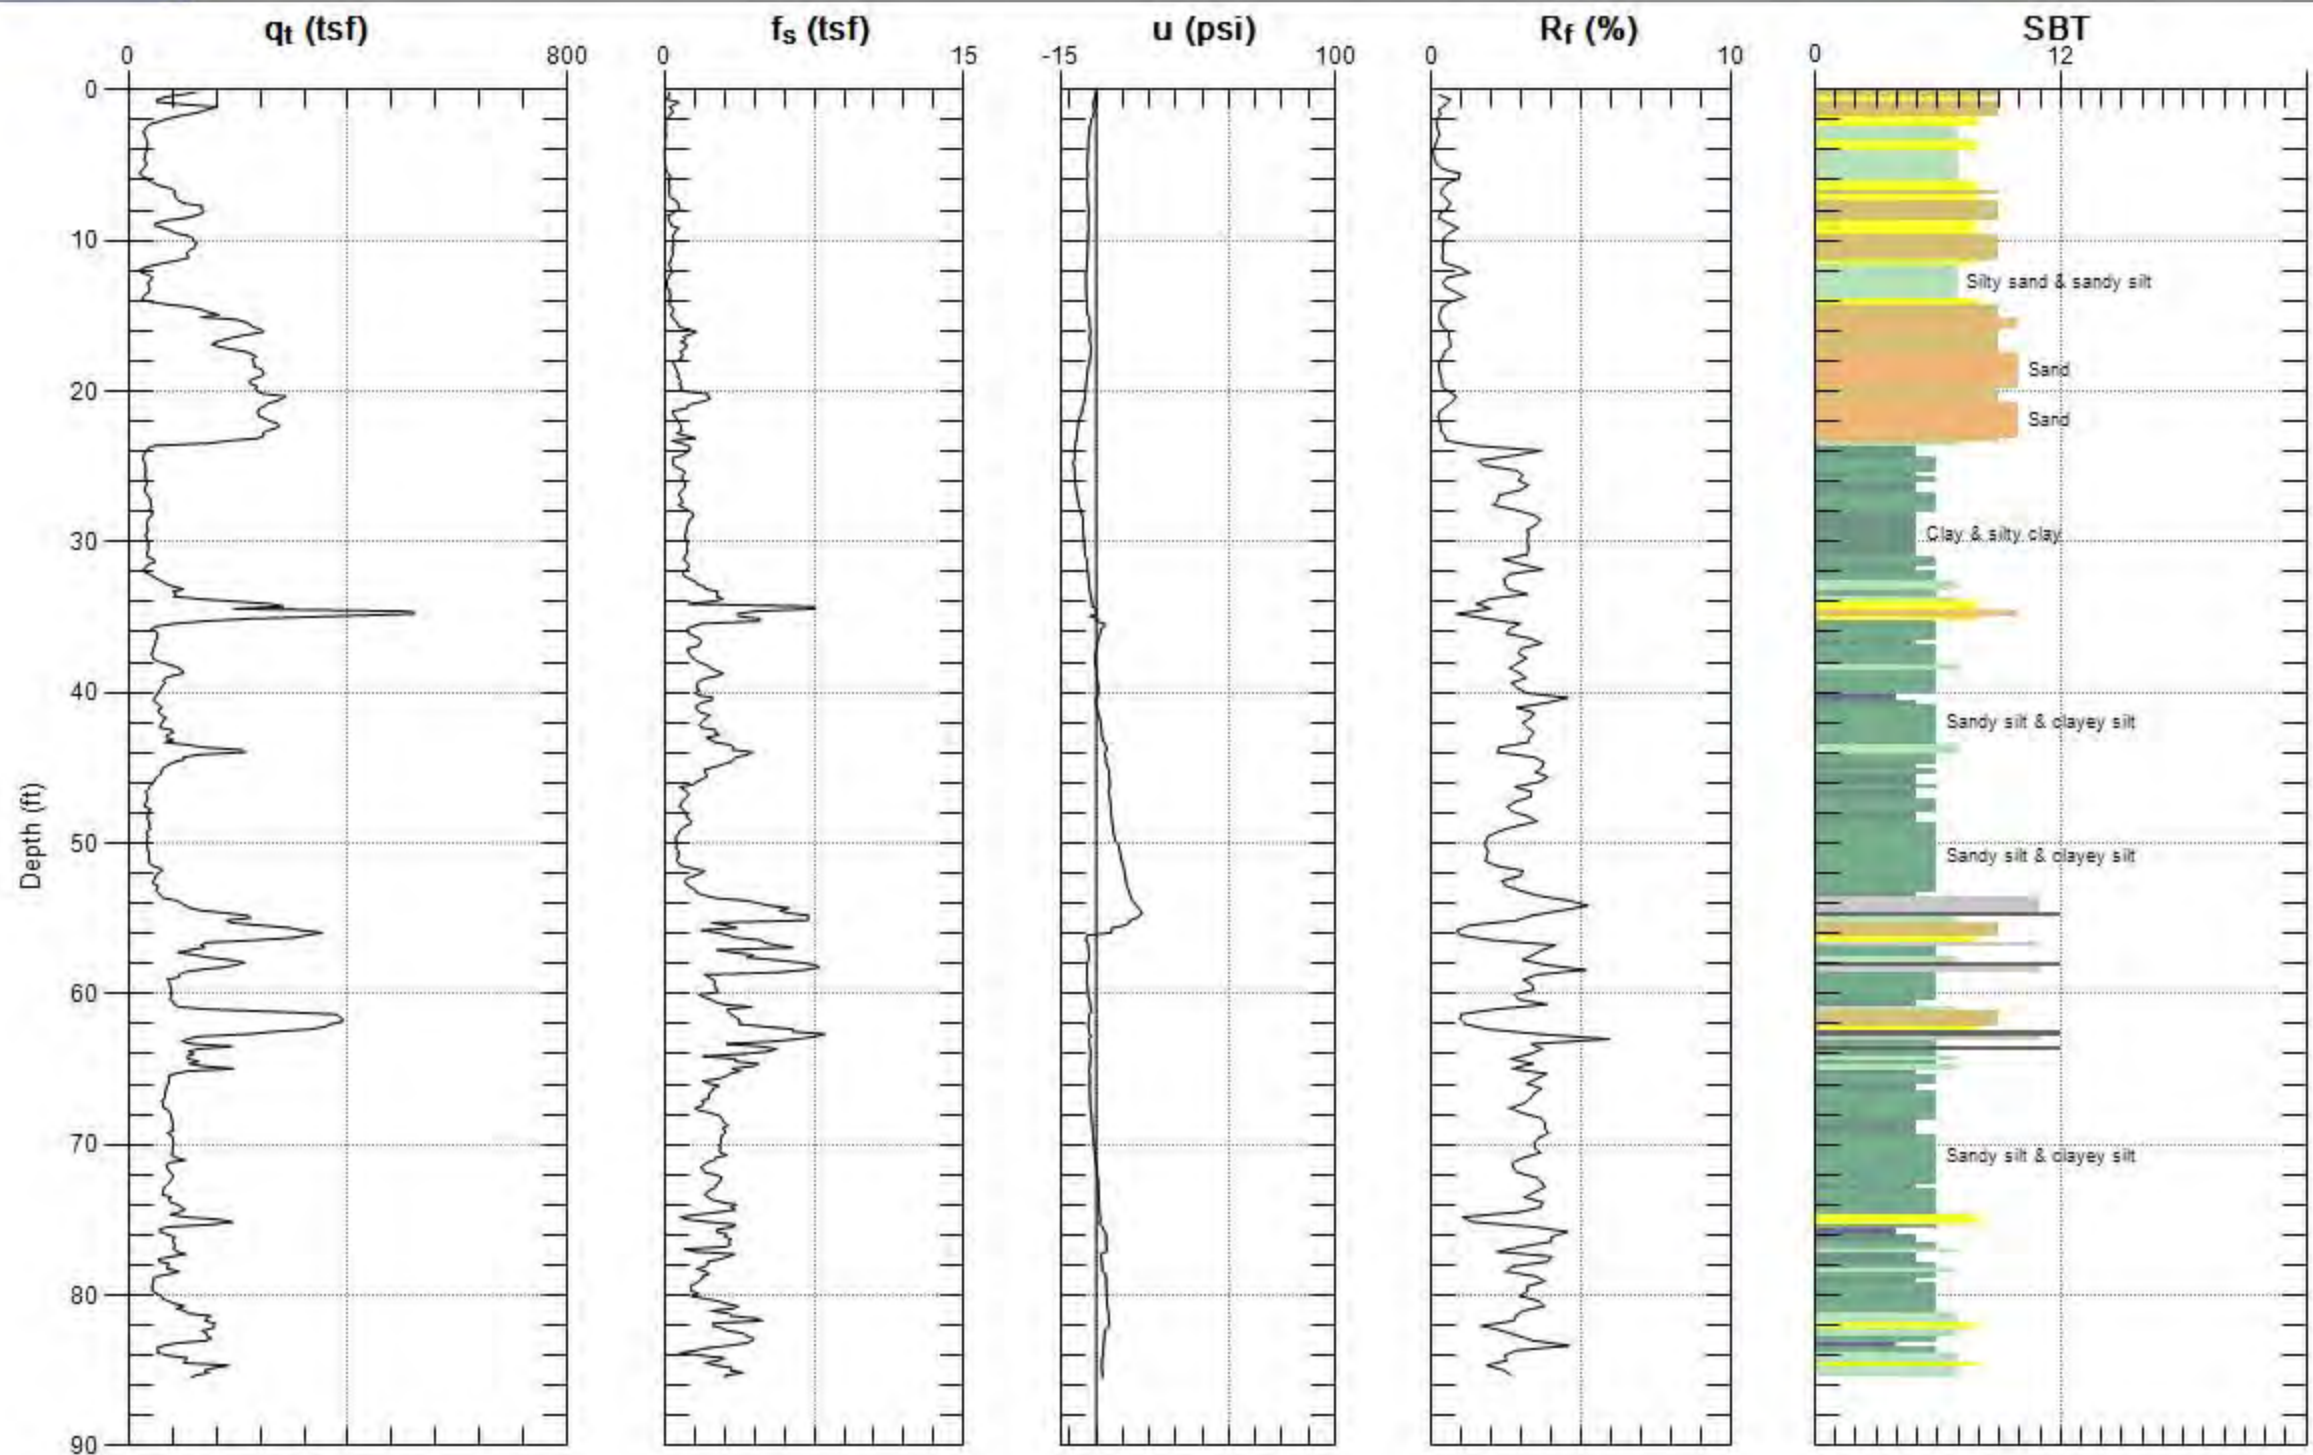 qt (tsf) fs (tsf) u (psi) Rf (%) SBT
0 800 0 15 -15 100 0 10 0 12
0
10
Silty sand & sandy silt
Sand
20
Sand
30
Clay & silty clay
40
Sandy silt & clayey silt
Depth (ft)
50
Sandy silt & clayey silt
60
70
Sandy silt & clayey silt
80
90